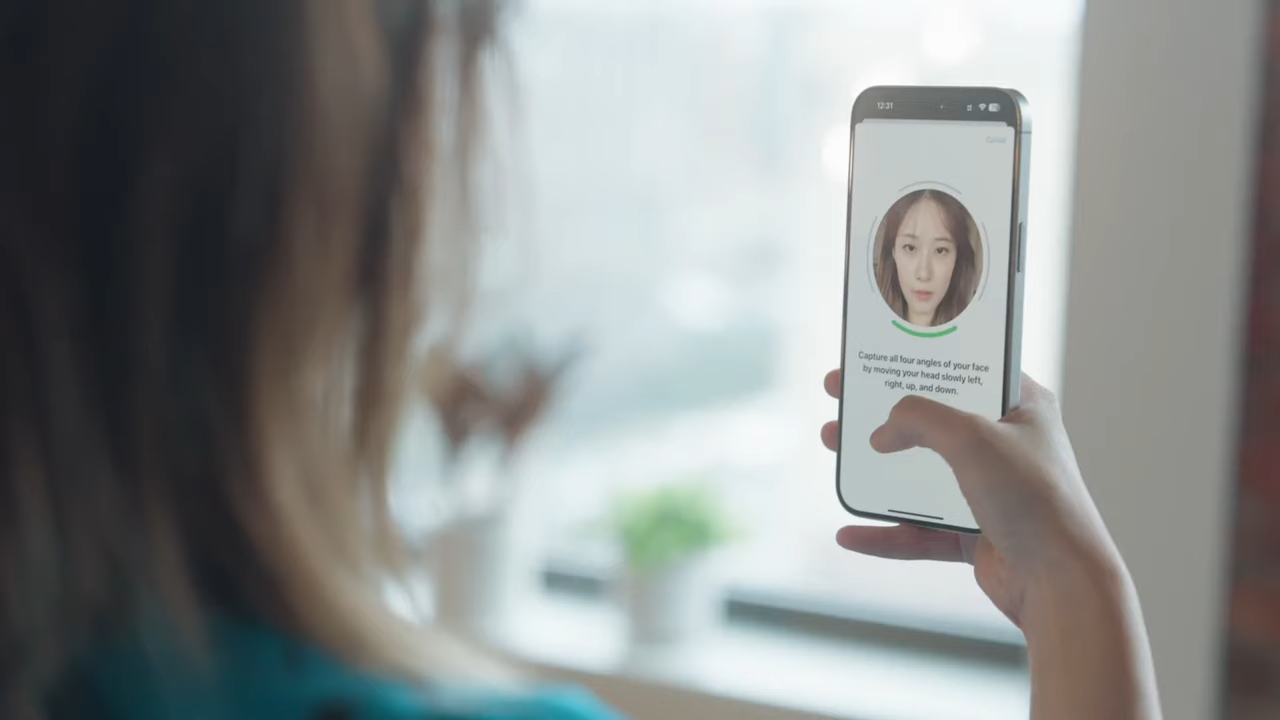 12:31
Cancel
Capture all four angles of your face
by moving your head slowly left,
right, up, and down.